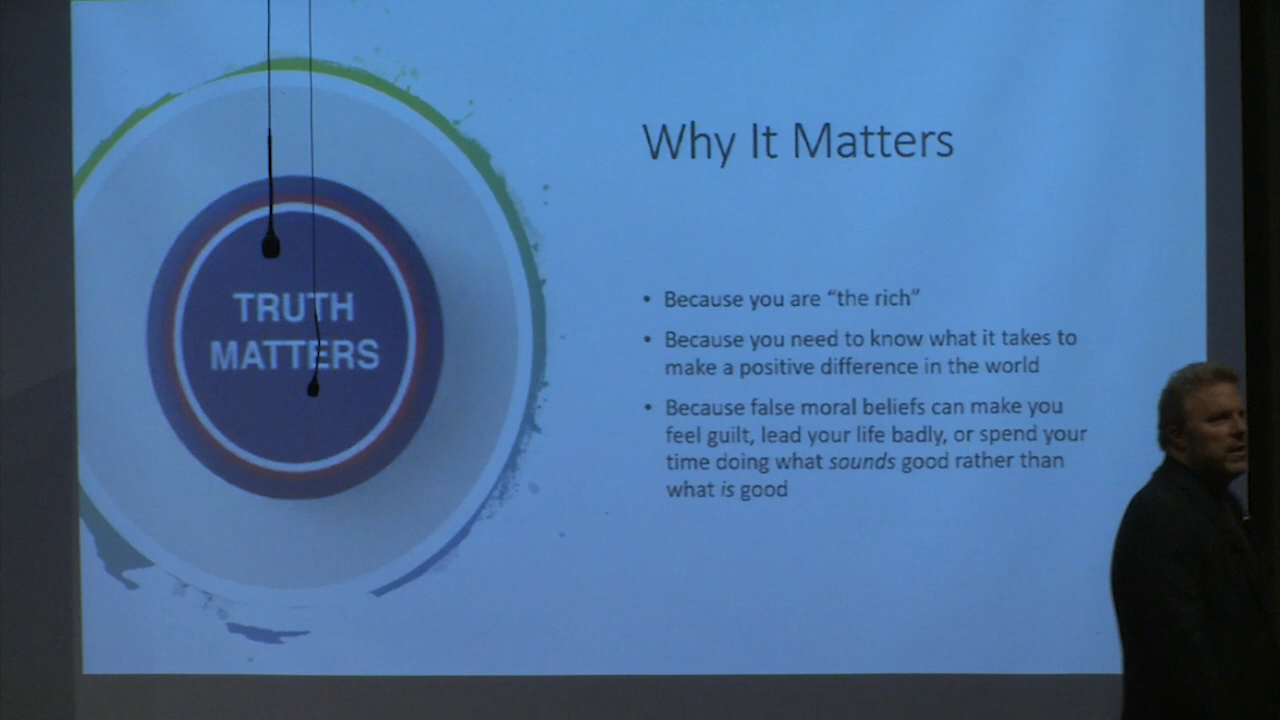 TRUTH
MATTERS
Why It Matters
• Because you are “the rich”
• Because you need to know what it takes to
make a positive difference in the world
• Because false moral beliefs can make you
feel guilt, lead your life badly, or spend your
time doing what sounds good rather than
what is good